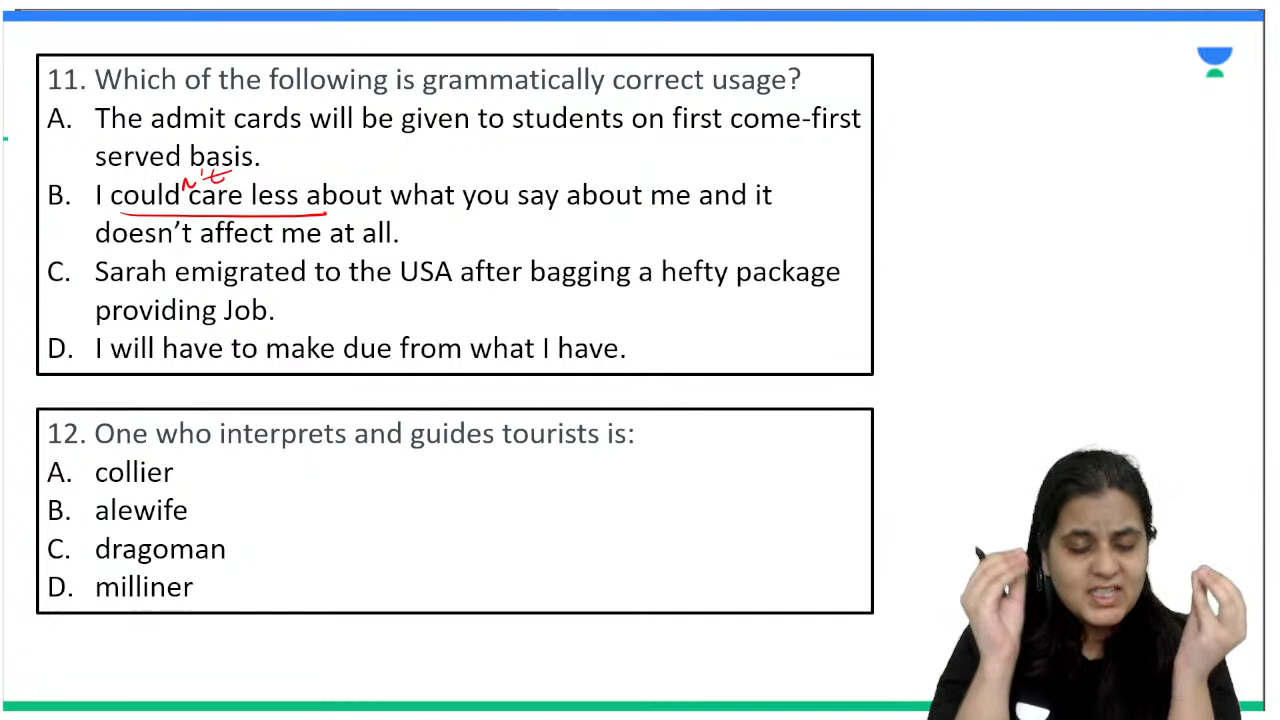 11. Which of the following is grammatically correct usage?
A. The admit cards will be given to students on first come-first
served basis.
n't
B. I could care less about what you say about me and it
doesn't affect me at all.
C. Sarah emigrated to the USA after bagging a hefty package
providing Job.
D. I will have to make due from what I have.
12. One who interprets and guides tourists is:
A. collier
B. alewife
C. dragoman
D. milliner